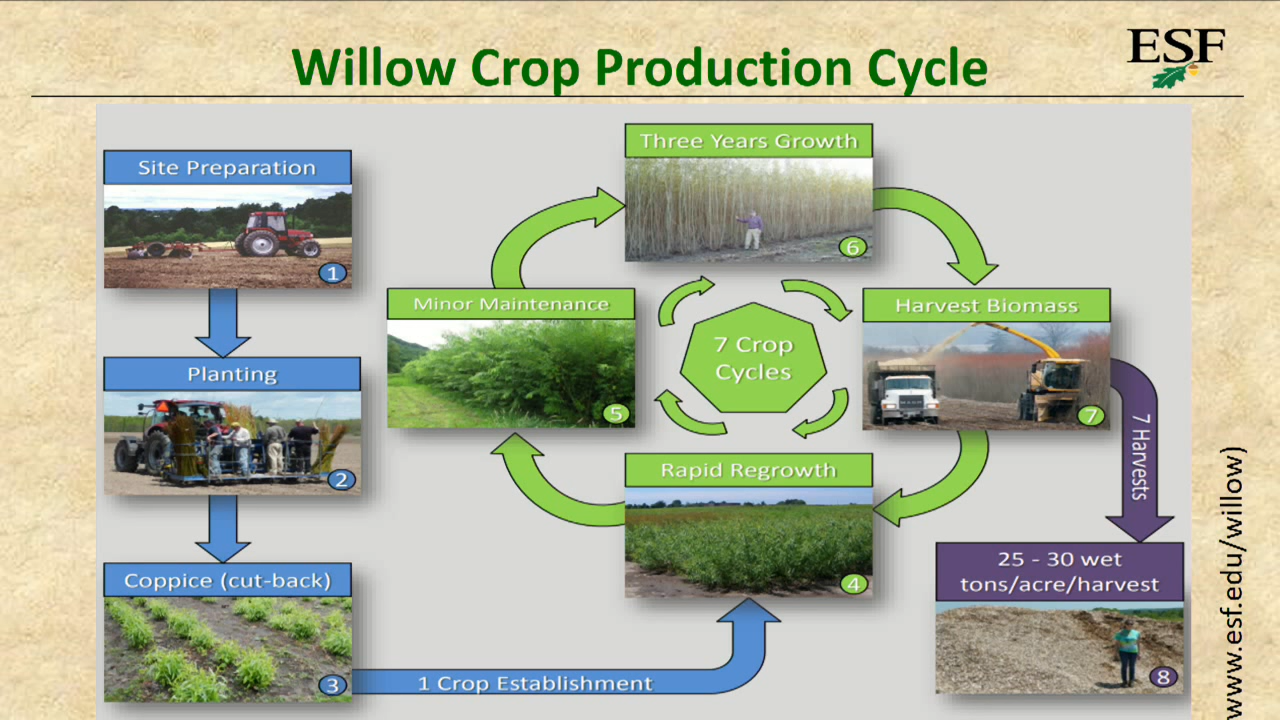 Willow Crop Production Cycle
ESF
Site Preparation
1
Planting
2
Coppice (cut-back)
3
1 Crop Establishment
Three Years Growth
6
Minor Maintenance
5
7 Crop
Cycles
Harvest Biomass
7
Rapid Regrowth
4
7 Harvests
25 - 30 wet
tons/acre/harvest
8
www.esf.edu/willow)